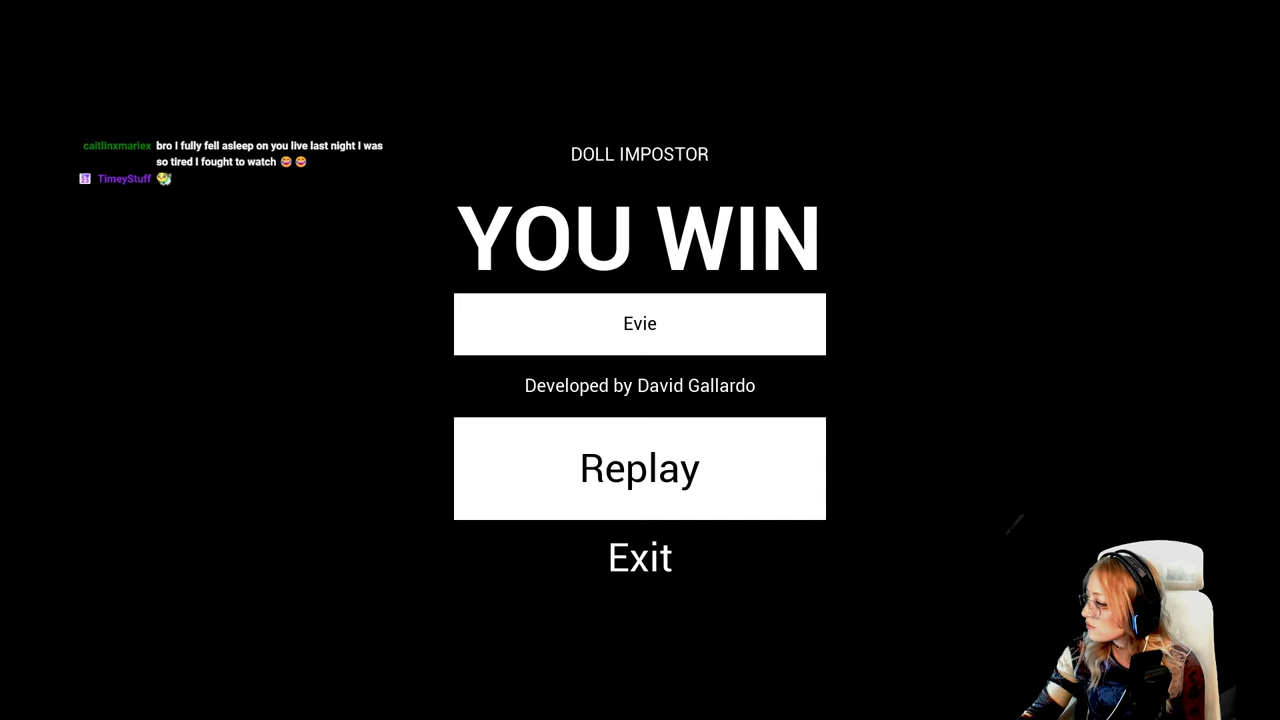 caitlinxmariex bro I fully fell asleep on you live last night I was
so tired I fought to watch
TimeyStuff
DOLL IMPOSTOR
YOU WIN
Evie
Developed by David Gallardo
Replay
Exit